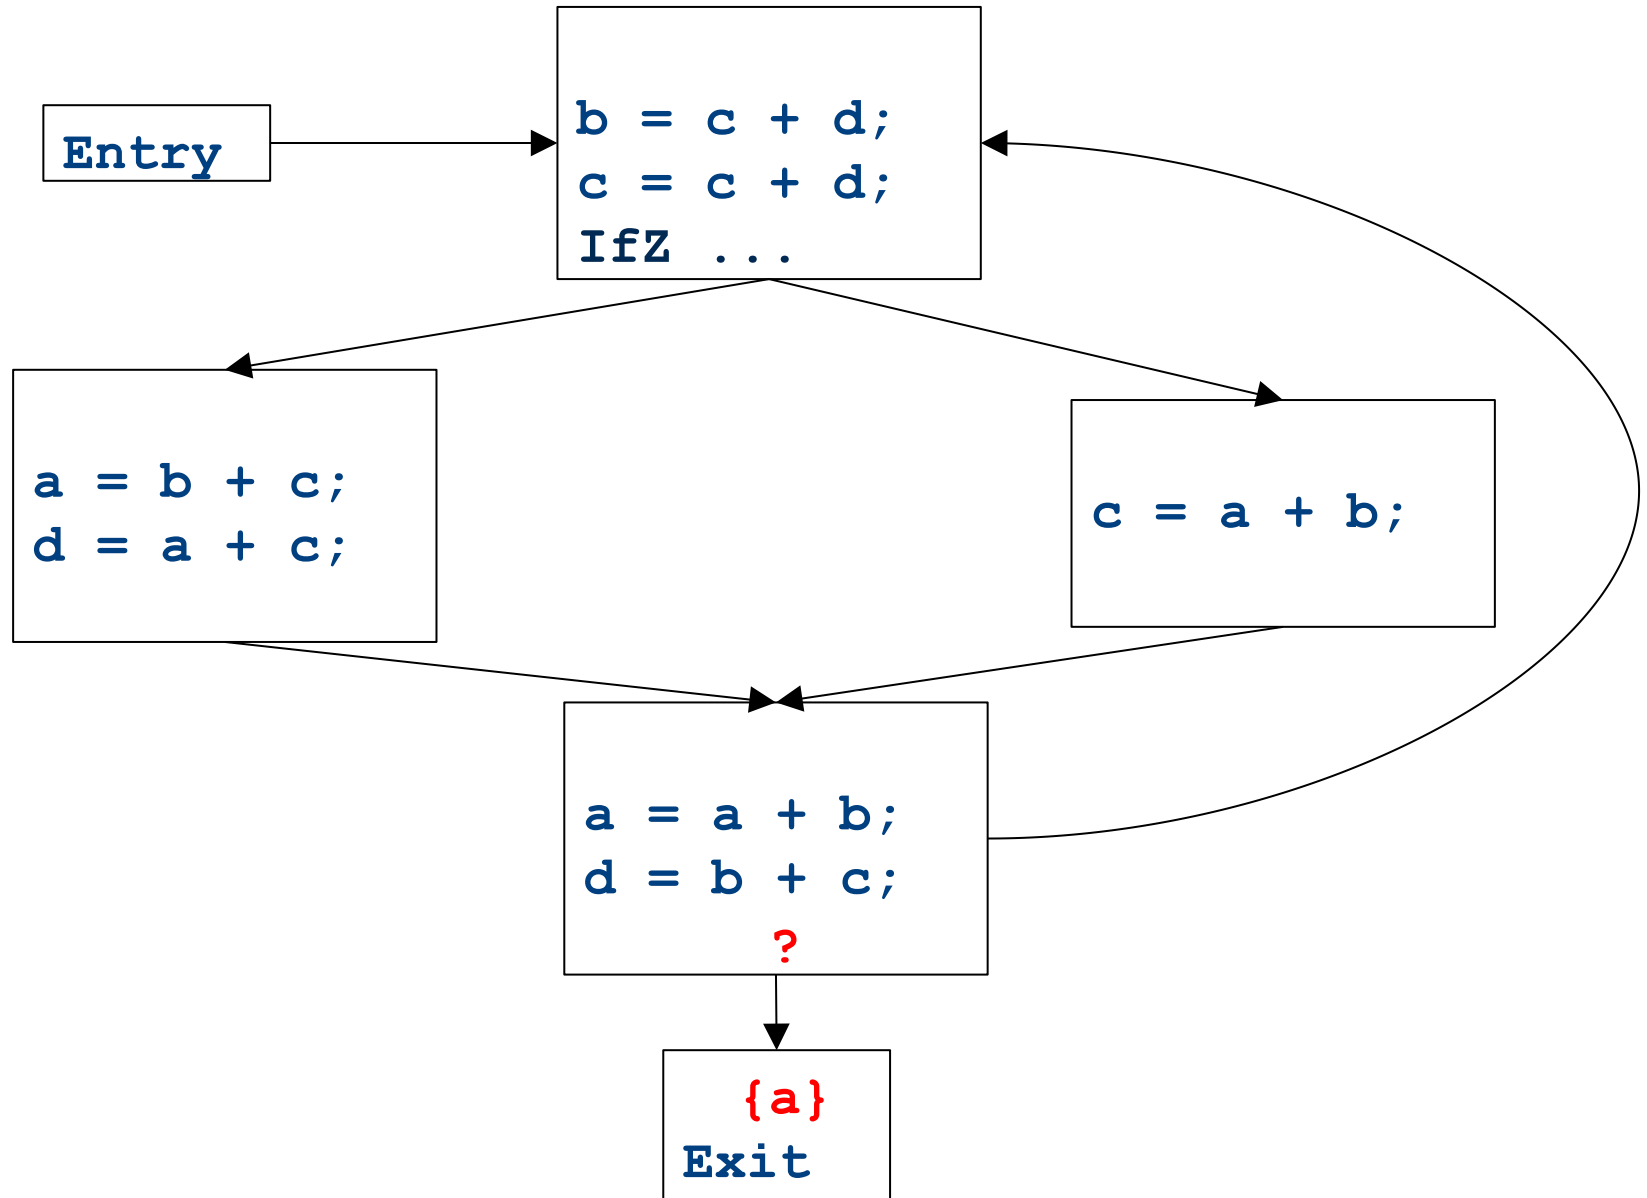 Entry
b = c + d;
c = c + d;
IfZ ...
a = b + c;
d = a + c;
c = a + b;
a = a + b;
d = b + c;
?
{a}
Exit